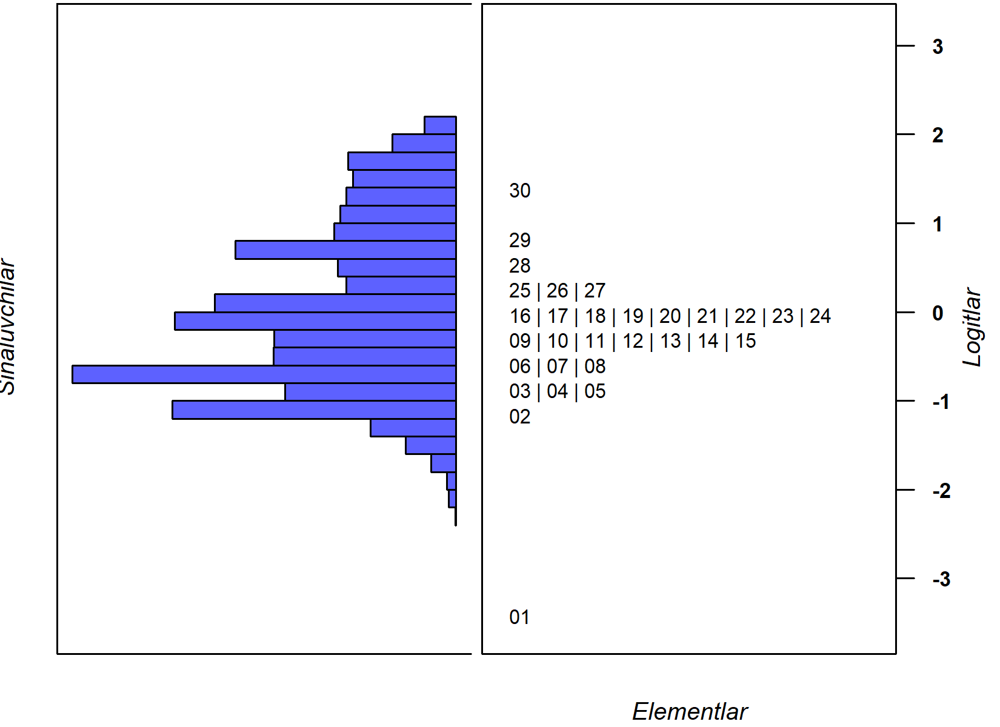 Sinaluvchilar
30
29
28
25 | 26 | 27
16 | 17 | 18 | 19 | 20 | 21 | 22 | 23 | 24
09 | 10 | 11 | 12 | 13 | 14 | 15
06 | 07 | 08
03 | 04 | 05
02
01
3
2
1
0
-1
-2
-3
Logitlar
Elementlar